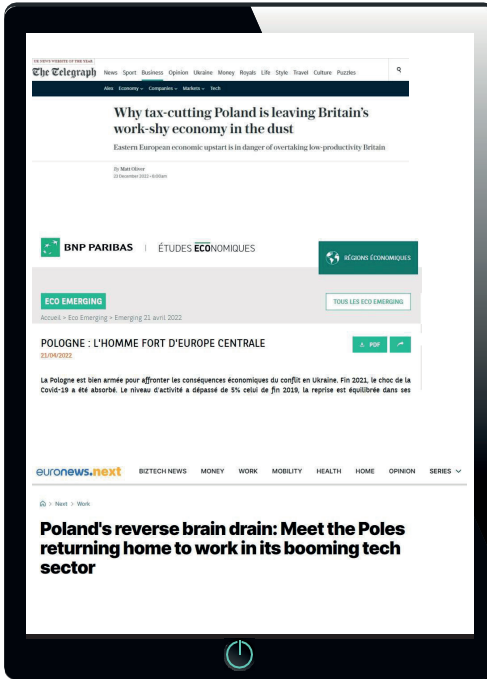 UK NEWS WEBSITE OF THE YEAR
The Telegraph News Sport Business Opinion Ukraine Money Royals Life Style Travel Culture Puzzles
Alex Economy Companies Markets Tech
Why tax-cutting Poland is leaving Britain's
work-shy economy in the dust
Eastern European economic upstart is in danger of overtaking low-productivity Britain
By Matt Oliver
BNP PARIBAS | ÉTUDES ECONOMIQUES
RÉGIONS ÉCONOMIQUES
ECO EMERGING
TOUS LES ECO EMERGING
Accueil > Eco Emerging > Emerging 21 avril 2022
POLOGNE : L'HOMME FORT D'EUROPE CENTRALE
PDF
21/04/2022
La Pologne est bien armée pour affronter les conséquences économiques du conflit en Ukraine. Fin 2021, le choc de la
Covid-19 a été absorbé. Le niveau d'activité a dépassé de 5% celui de fin 2019, la reprise est équilibrée dans ses
euronews.next BIZTECH NEWS MONEY WORK MOBILITY HEALTH HOME OPINION SERIES
> Next > Work
Poland's reverse brain drain: Meet the Poles
returning home to work in its booming tech
sector